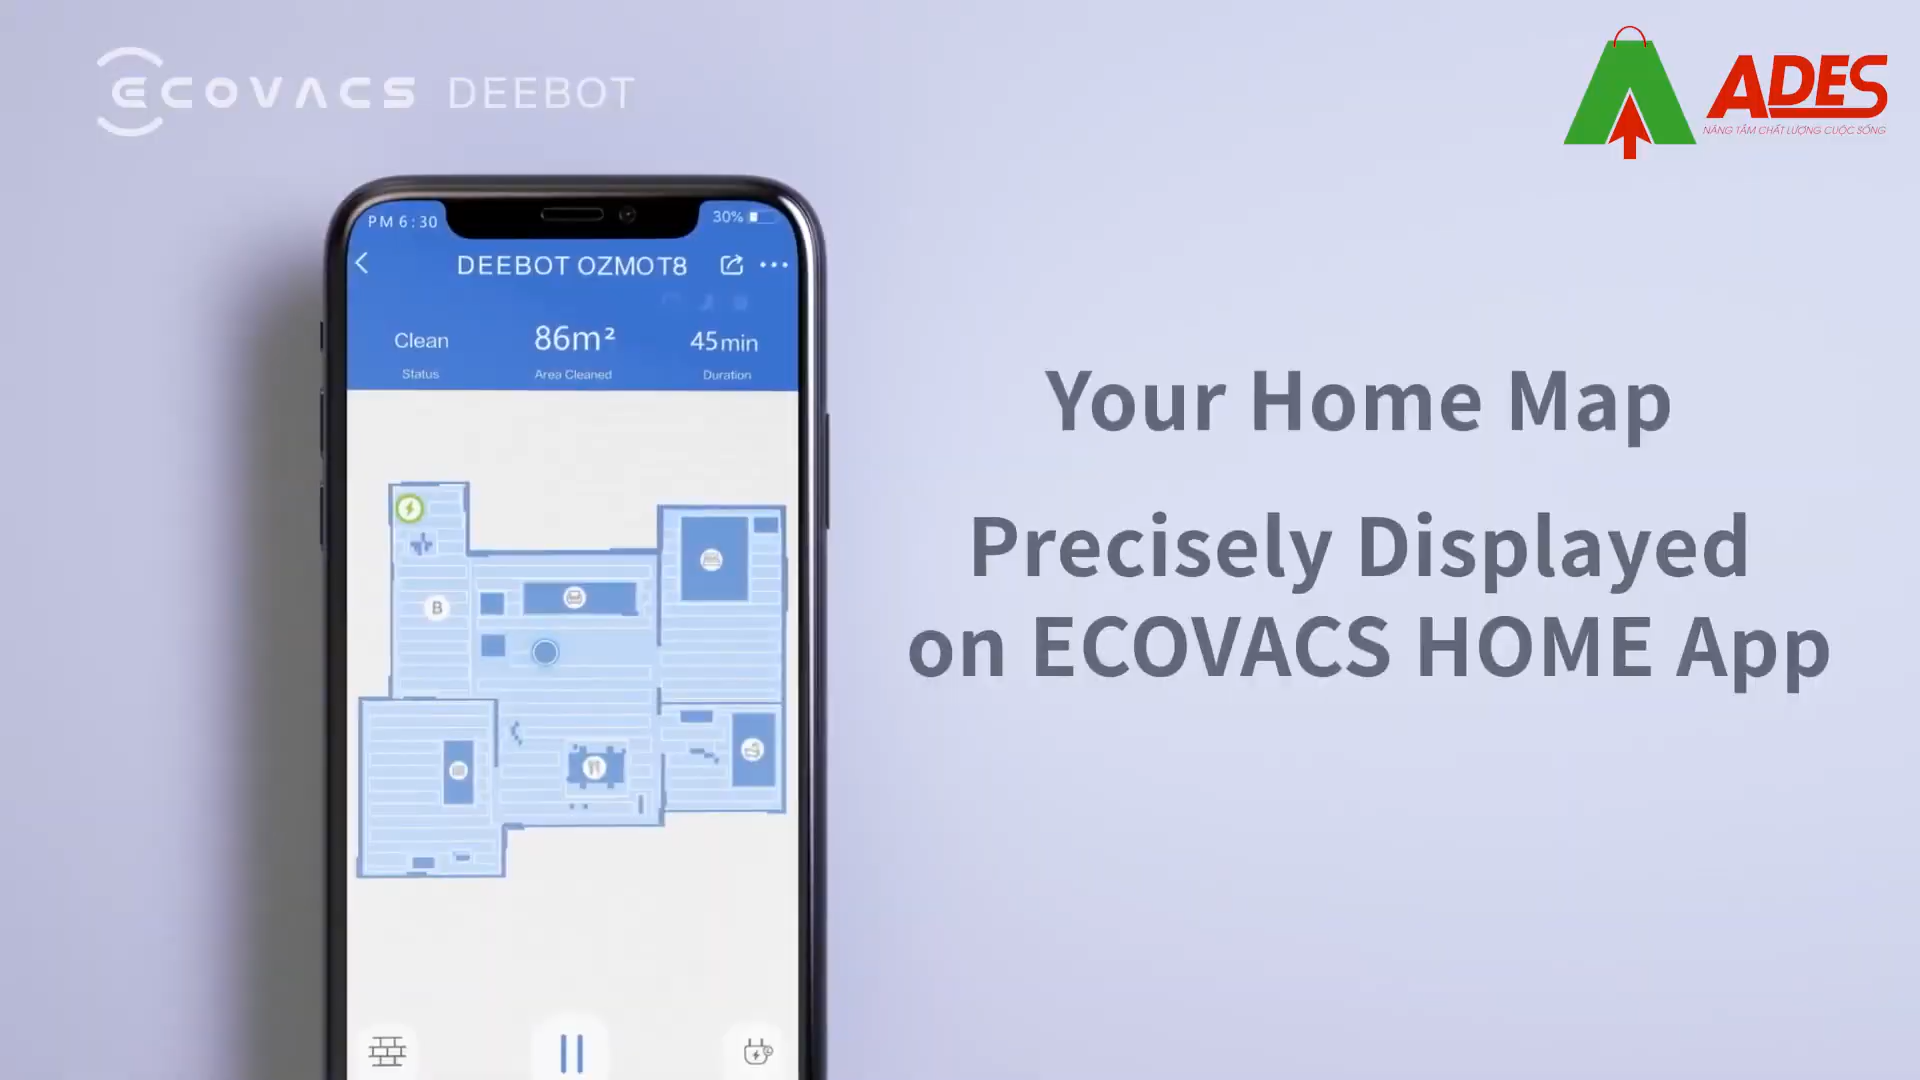 ECOVACS DEEBOT
ADES
NÂNG TẦM CHẤT LƯỢNG CUỘC SỐNG
PM 6:30
30%
DEEBOT OZMOT8
Clean
86m²
45min
Status
Area Cleaned
Duration
B
Your Home Map
Precisely Displayed
on ECOVACS HOME App